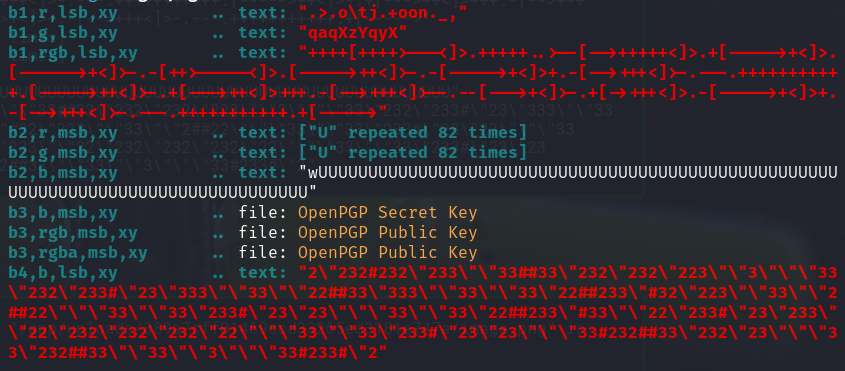 b1,r,lsb,xy .. text: ".>.o\tj.+oon._,"
b1,g,lsb,xy .. text: "qaqXzYqyX"
b1,rgb,lsb,xy .. text: "++++[++++>---<]>.+++++..>--[-->+++++<]>.+[----->+<]>.
[----->+<]>-.-[++>------<]>.[----->++<]>-.-[----->+<]>+.-[-->+++<]>-.---.++++++++++
+.[----->++<]>-.+[----->+<]>+++.-[-->+++<]>--.--[--->+<]>-.+[->+++<]>.-[----->+<]>+.
-[-->+++<]>-.---.+++++++++++.+[----->"
b2,r,msb,xy .. text: ["U" repeated 82 times]
b2,g,msb,xy .. text: ["U" repeated 82 times]
b2,b,msb,xy .. text: "wUUUUUUUUUUUUUUUUUUUUUUUUUUUUUUUUUUUUUUUUUUUUUUUUUUUU
UUUUUUUUUUUUUUUUUUUUUUUUUUUUUU"
b3,b,msb,xy .. file: OpenPGP Secret Key
b3,rgb,msb,xy .. file: OpenPGP Public Key
b3,rgba,msb,xy .. file: OpenPGP Public Key
b4,b,lsb,xy .. text: "2\"232#232\"233\"\"33##33\"232\"232\"223\"\"3\"\"\"33
\"232\"233#\"23\"333\"\"33\"\"22##33\"333\"\"33\"\"33\"22##233\"#32\"223\"\"33\"\"2
##22\"\"\"33\"\"33\"233#\"23\"23\"\"\"33\"\"33\"22##233\"#33\"\"22\"233#\"23\"233\"
\"22\"232\"232\"232\"22\"\"\"33\"\"33\"233#\"23\"23\"\"\"33#232##33\"232\"23\"\"\"3
3\"232##33\"\"33\"\"3\"\"\"33#233#\"2"